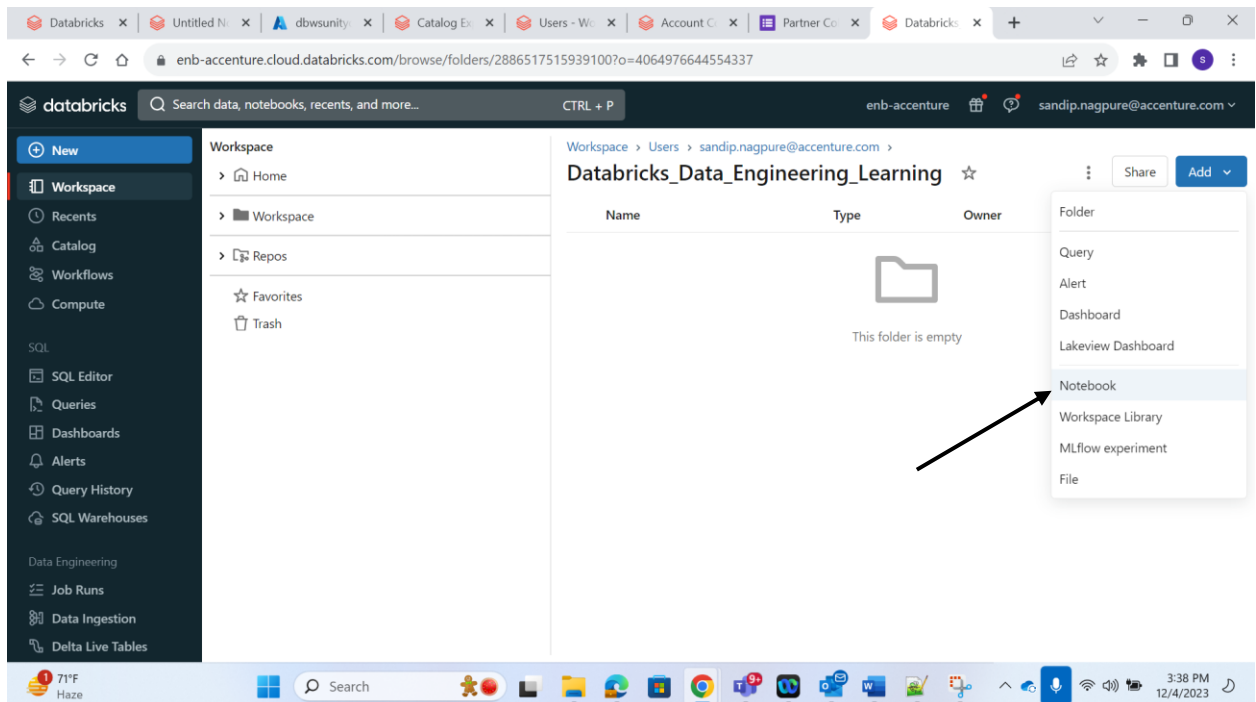 Databricks
Untitled N
dbwsunity
Catalog Ex
Users - Wo
Account C
Partner Co
Databricks
enb-accenture.cloud.databricks.com/browse/folders/2886517515939100?o=4064976644554337
s
databricks
Search data, notebooks, recents, and more...
CTRL + P
enb-accenture
sandip.nagpure@accenture.com
New
Workspace
Recents
Catalog
Workflows
Compute
SQL
SQL Editor
Queries
Dashboards
Alerts
Query History
SQL Warehouses
Data Engineering
Job Runs
Data Ingestion
Delta Live Tables
Workspace
Home
Workspace
Repos
Favorites
Trash
Workspace › Users › sandip.nagpure@accenture.com ›
Databricks_Data_Engineering_Learning
Share
Add
Name Type Owner
This folder is empty
Folder
Query
Alert
Dashboard
Lakeview Dashboard
Notebook
Workspace Library
MLflow experiment
File
1
71°F
Haze
Search
9+
3:38 PM
12/4/2023